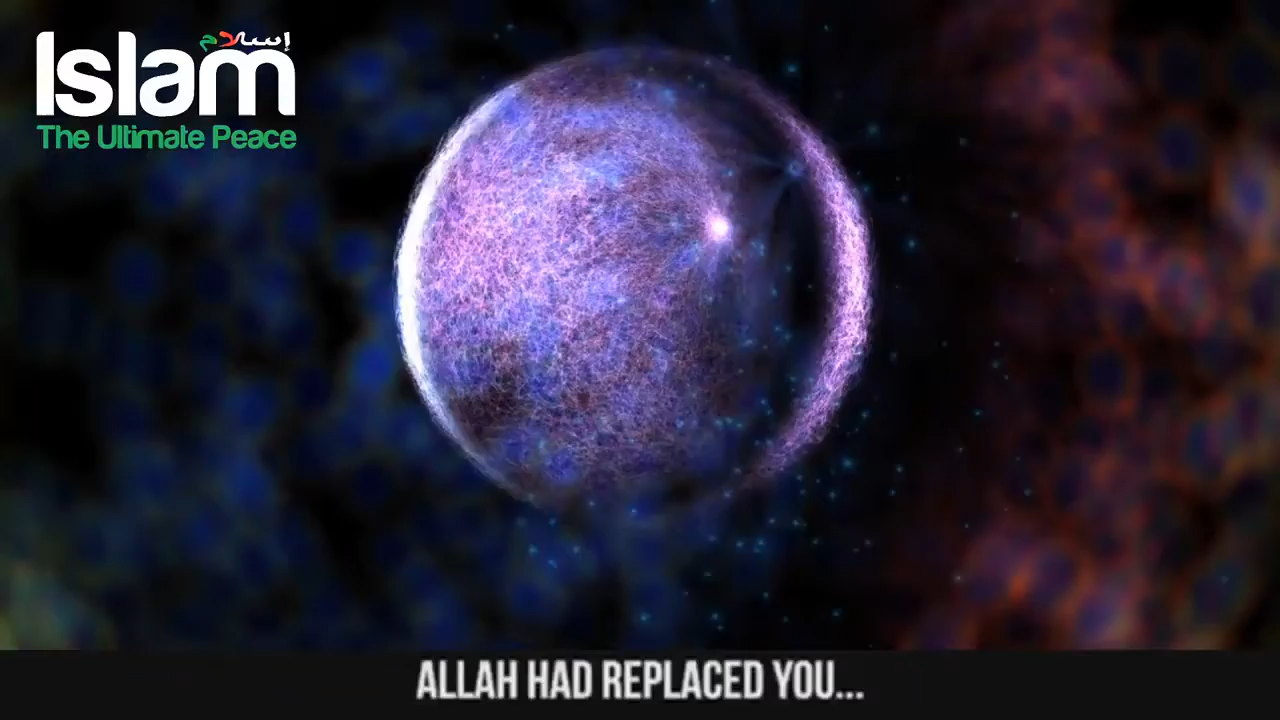 إسلام
Islam
The Ultimate Peace
ALLAH HAD REPLACED YOU...